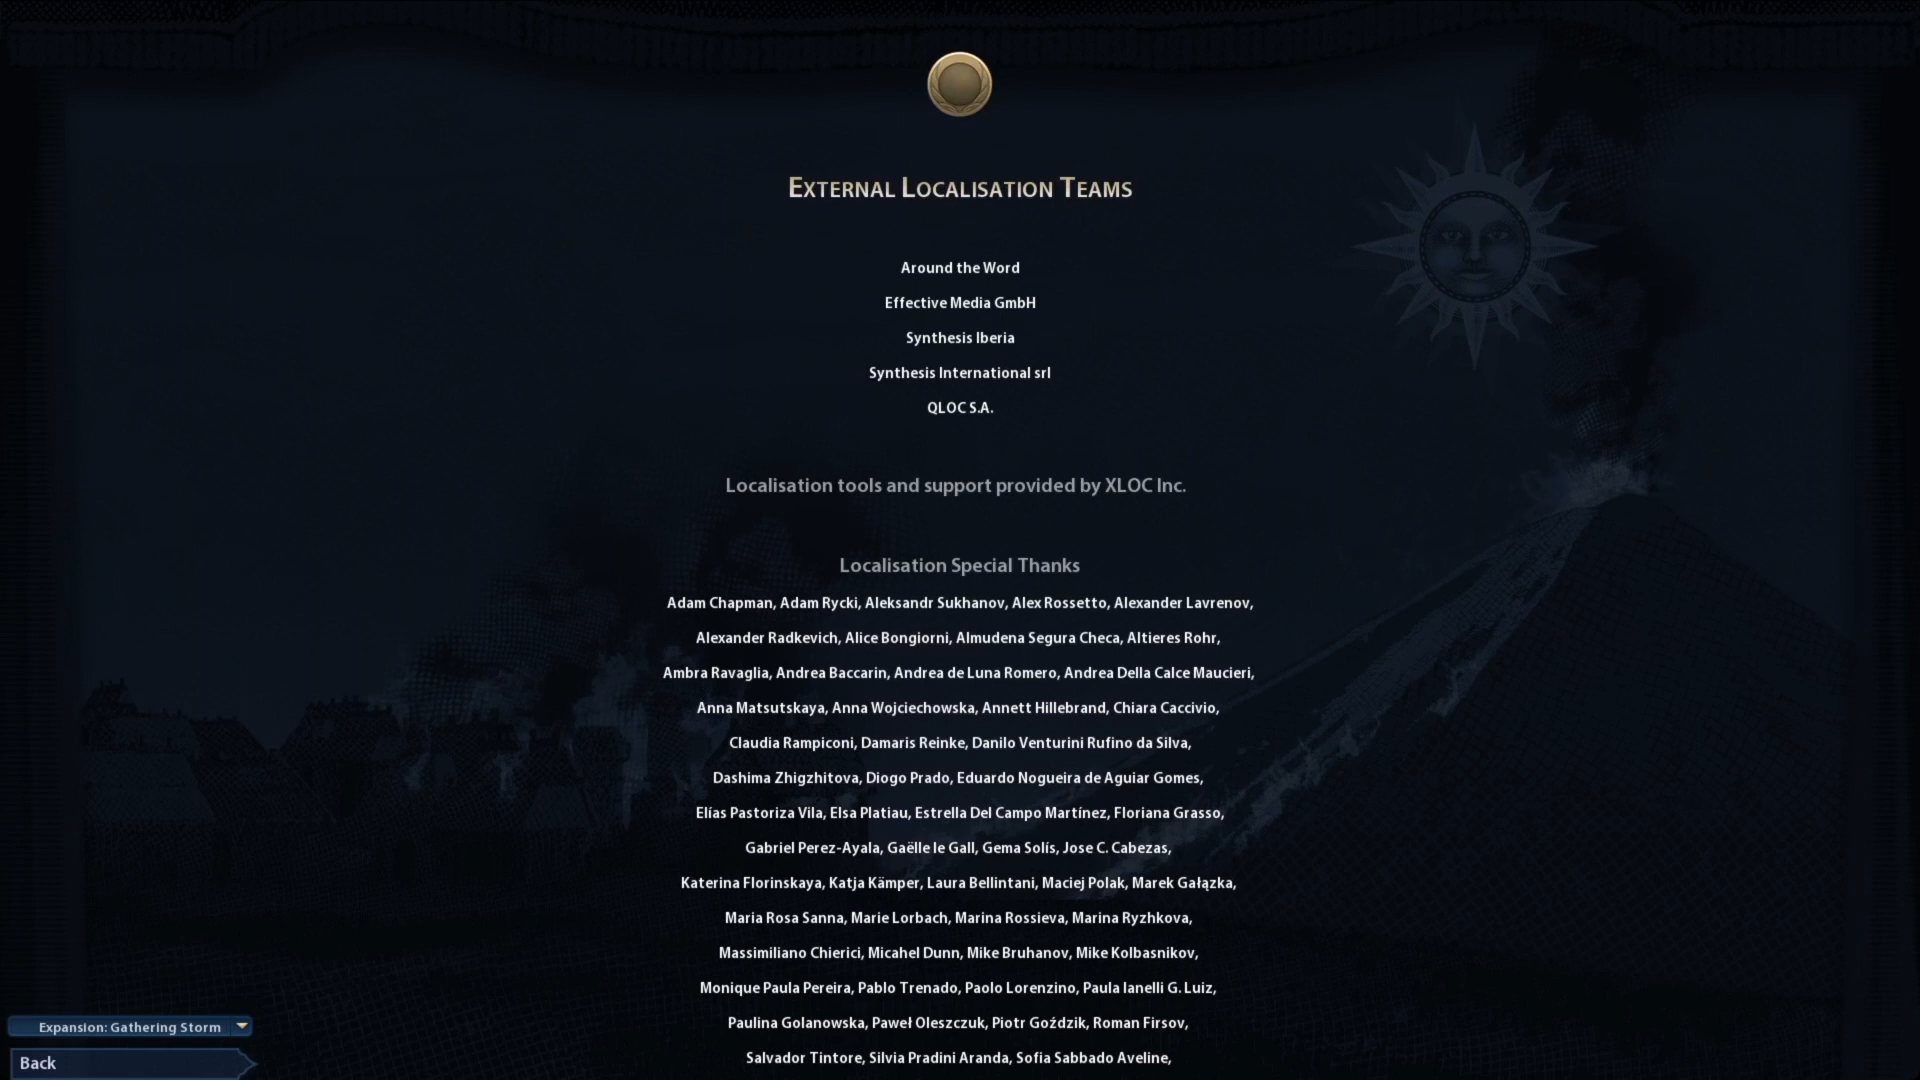 External Localisation Teams
Around the Word
Effective Media GmbH
Synthesis Iberia
Synthesis International srl
QLOC S.A.
Localisation tools and support provided by XLOC Inc.
Localisation Special Thanks
Adam Chapman, Adam Rycki, Aleksandr Sukhanov, Alex Rossetto, Alexander Lavrenov,
Alexander Radkevich, Alice Bongiorni, Almudena Segura Checa, Altieres Rohr,
Ambra Ravaglia, Andrea Baccarin, Andrea de Luna Romero, Andrea Della Calce Maucieri,
Anna Matsutskaya, Anna Wojciechowska, Annett Hillebrand, Chiara Caccivio,
Claudia Rampiconi, Damaris Reinke, Danilo Venturini Rufino da Silva,
Dashima Zhigzhitova, Diogo Prado, Eduardo Nogueira de Aguiar Gomes,
Elías Pastoriza Vila, Elsa Platiau, Estrella Del Campo Martínez, Floriana Grasso,
Gabriel Perez-Ayala, Gaëlle le Gall, Gema Solís, Jose C. Cabezas,
Katerina Florinskaya, Katja Kämper, Laura Bellintani, Maciej Polak, Marek Gałązka,
Maria Rosa Sanna, Marie Lorbach, Marina Rossieva, Marina Ryzhkova,
Massimiliano Chierici, Micahel Dunn, Mike Bruhanov, Mike Kolbasnikov,
Monique Paula Pereira, Pablo Trenado, Paolo Lorenzino, Paula Ianelli G. Luiz,
Paulina Golanowska, Paweł Oleszczuk, Piotr Goździk, Roman Firsov,
Salvador Tintore, Silvia Pradini Aranda, Sofia Sabbado Aveline,
Expansion: Gathering Storm
Back